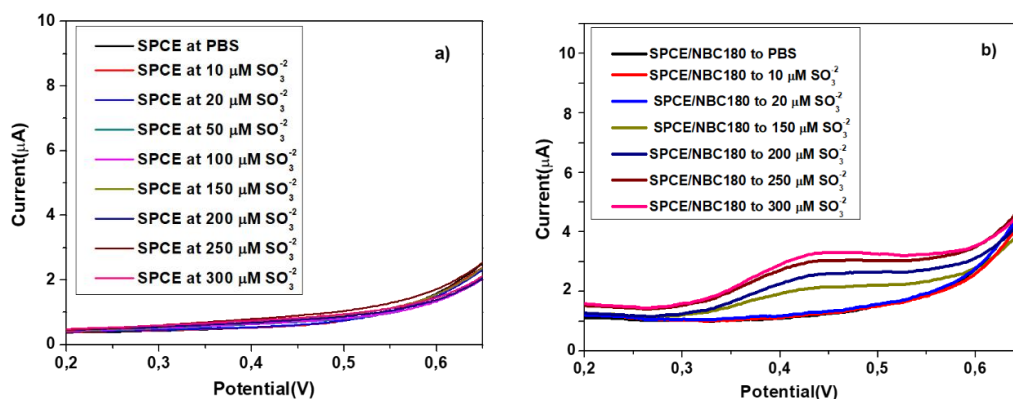 a)
10
8
6
4
2
0
Current(µA)
SPCE at PBS
SPCE at 10 µM SO₃⁻²
SPCE at 20 µM SO₃⁻²
SPCE at 50 µM SO₃⁻²
SPCE at 100 µM SO₃⁻²
SPCE at 150 µM SO₃⁻²
SPCE at 200 µM SO₃⁻²
SPCE at 250 µM SO₃⁻²
SPCE at 300 µM SO₃⁻²
0,2 0,3 0,4 0,5 0,6
Potential(V)
b)
10
8
6
4
2
0
Current(µA)
SPCE/NBC180 to PBS
SPCE/NBC180 to 10 µM SO₃⁻²
SPCE/NBC180 to 20 µM SO₃⁻²
SPCE/NBC180 to 150 µM SO₃⁻²
SPCE/NBC180 to 200 µM SO₃⁻²
SPCE/NBC180 to 250 µM SO₃⁻²
SPCE/NBC180 to 300 µM SO₃⁻²
0,2 0,3 0,4 0,5 0,6
Potential(V)